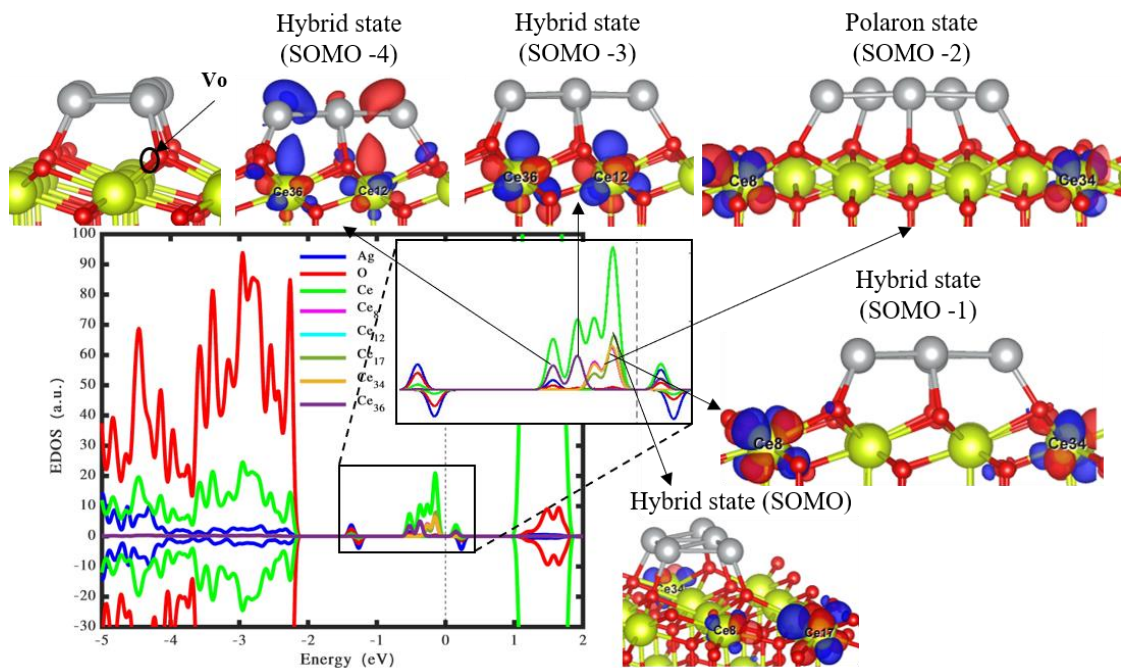 Hybrid state
(SOMO -4)
Hybrid state
(SOMO -3)
Polaron state
(SOMO -2)
Vo
Ce36
Ce12
Ce36
Ce12
Ce8
Ce34
100
90
80
70
60
50
40
30
20
10
0
-10
-20
-30
EDOS (a.u.)
Ag
O
Ce
Ce8
Ce12
Ce17
Ce34
Ce36
-5
-4
-3
-2
-1
0
1
2
Energy (eV)
Hybrid state
(SOMO -1)
Ce8
Ce34
Hybrid state (SOMO)
Ce34
Ce8
Ce17